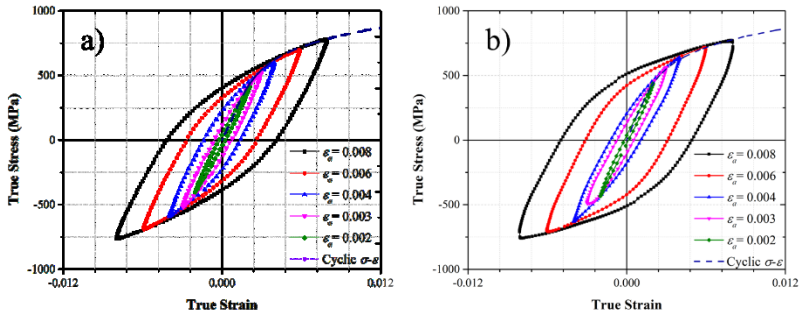 a)
1000
500
0
-500
-1000
True Stress (MPa)
-0.012
0.000
0.012
True Strain
εa = 0.008
εa = 0.006
εa = 0.004
εa = 0.003
εa = 0.002
Cyclic σ-ε
b)
1000
500
0
-500
-1000
True Stress (MPa)
-0.012
0.000
0.012
True Strain
εa = 0.008
εa = 0.006
εa = 0.004
εa = 0.003
εa = 0.002
Cyclic σ-ε